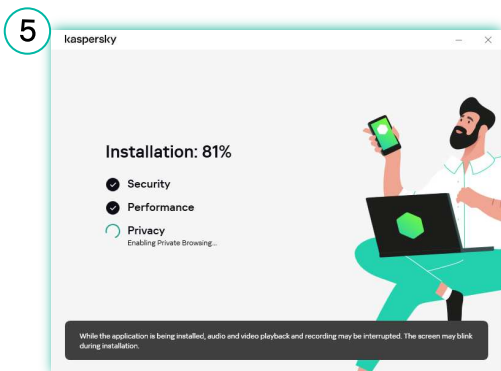 5
kaspersky
Installation: 81%
Security
Performance
Privacy
Enabling Private Browsing...
While the application is being installed, audio and video playback and recording may be interrupted. The screen may blink
during installation.